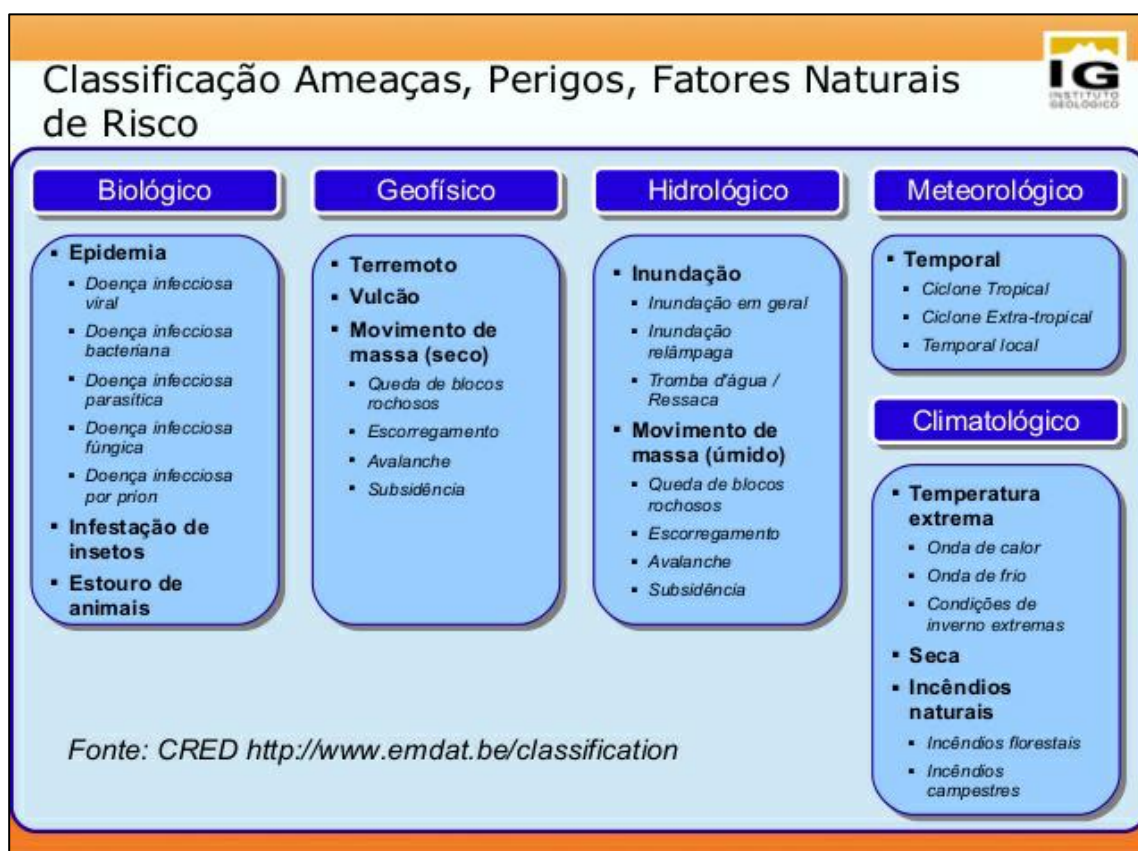 Classificação Ameaças, Perigos, Fatores Naturais
de Risco
IG
INSTITUTO
GEOLÓGICO
Biológico
▪ Epidemia
▪ Doença infecciosa
viral
▪ Doença infecciosa
bacteriana
▪ Doença infecciosa
parasítica
▪ Doença infecciosa
fúngica
▪ Doença infecciosa
por prion
▪ Infestação de
insetos
▪ Estouro de
animais
Geofísico
▪ Terremoto
▪ Vulcão
▪ Movimento de
massa (seco)
▪ Queda de blocos
rochosos
▪ Escorregamento
▪ Avalanche
▪ Subsidência
Hidrológico
▪ Inundação
▪ Inundação em geral
▪ Inundação
relâmpaga
▪ Tromba d'água /
Ressaca
▪ Movimento de
massa (úmido)
▪ Queda de blocos
rochosos
▪ Escorregamento
▪ Avalanche
▪ Subsidência
Meteorológico
▪ Temporal
▪ Ciclone Tropical
▪ Ciclone Extra-tropical
▪ Temporal local
Climatológico
▪ Temperatura
extrema
▪ Onda de calor
▪ Onda de frio
▪ Condições de
inverno extremas
▪ Seca
▪ Incêndios
naturais
▪ Incêndios florestais
▪ Incêndios
campestres
Fonte: CRED http://www.emdat.be/classification